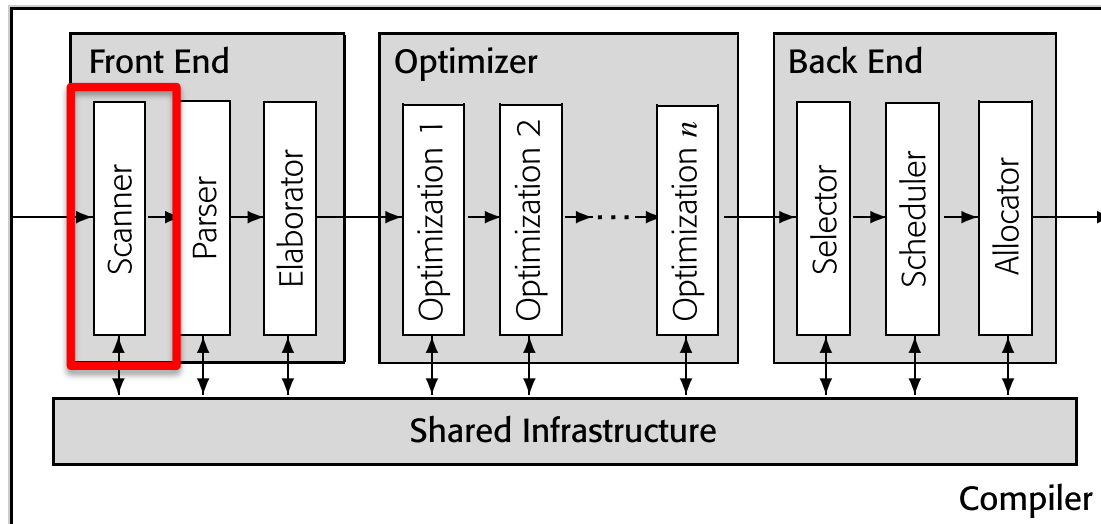 Front End
Optimizer
Back End
Scanner
Parser
Elaborator
Optimization 1
Optimization 2
...
Optimization n
Selector
Scheduler
Allocator
Shared Infrastructure
Compiler